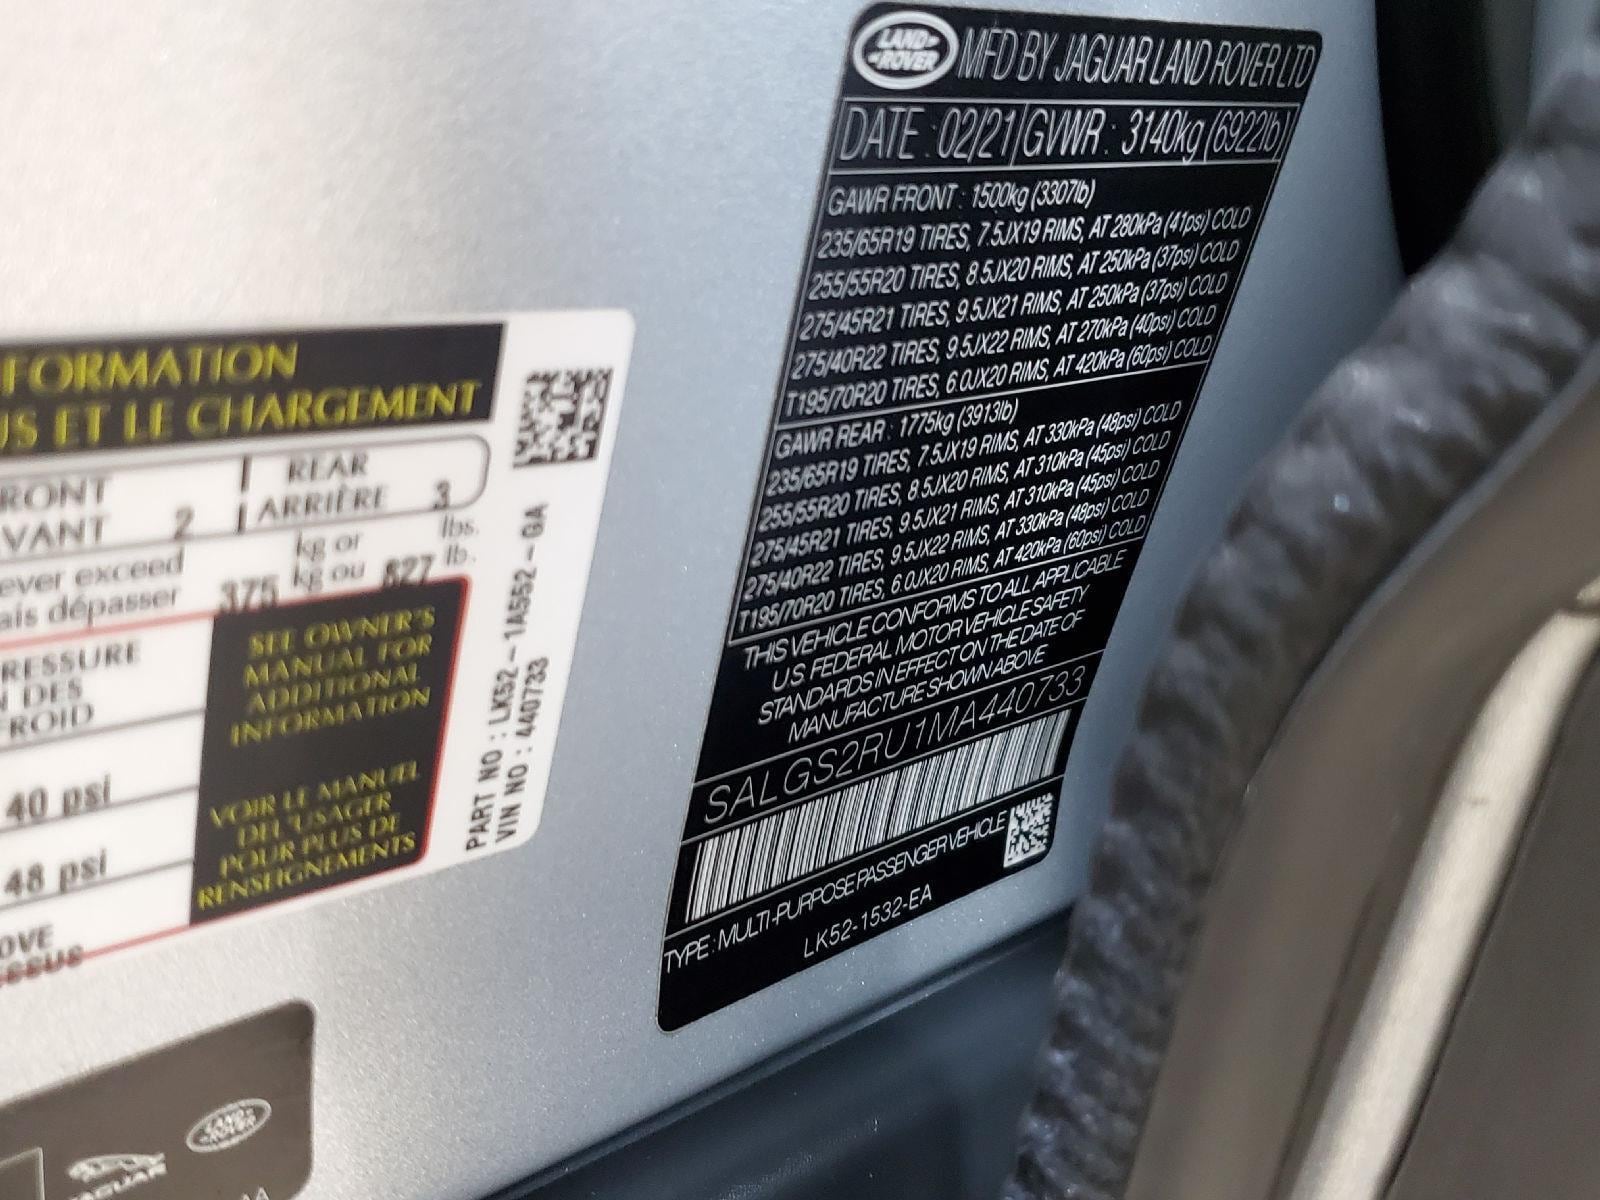 FORMATION
US ET LE CHARGEMENT
RONT
VANT 2
REAR
ARRIÈRE 3
ever exceed
ais dépasser
375
kg or
kg ou
827
lbs.
lb.
RESSURE
N DES
FROID
40 psi
48 psi
OVE
SSUS
SEE OWNER'S
MANUAL FOR
ADDITIONAL
INFORMATION
VOIR LE MANUEL
DEL'USAGER
POUR PLUS DE
RENSEIGNEMENTS
PART NO : LK52-1A552-GA
VIN NO : 440733
LAND
ROVER
JAGUAR
AA
LAND
ROVER
MFD BY JAGUAR LAND ROVER LTD
DATE : 02/21 GVWR : 3140kg (6922lb)
GAWR FRONT : 1500kg (3307lb)
235/65R19 TIRES, 7.5JX19 RIMS, AT 280kPa (41psi) COLD
255/55R20 TIRES, 8.5JX20 RIMS, AT 250kPa (37psi) COLD
275/45R21 TIRES, 9.5JX21 RIMS, AT 250kPa (37psi) COLD
275/40R22 TIRES, 9.5JX22 RIMS, AT 270kPa (40psi) COLD
T195/70R20 TIRES, 6.0JX20 RIMS, AT 420kPa (60psi) COLD
GAWR REAR : 1775kg (3913lb)
235/65R19 TIRES, 7.5JX19 RIMS, AT 330kPa (48psi) COLD
255/55R20 TIRES, 8.5JX20 RIMS, AT 310kPa (45psi) COLD
275/45R21 TIRES, 9.5JX21 RIMS, AT 310kPa (45psi) COLD
275/40R22 TIRES, 9.5JX22 RIMS, AT 330kPa (48psi) COLD
T195/70R20 TIRES, 6.0JX20 RIMS, AT 420kPa (60psi) COLD
THIS VEHICLE CONFORMS TO ALL APPLICABLE
U.S. FEDERAL MOTOR VEHICLE SAFETY
STANDARDS IN EFFECT ON THE DATE OF
MANUFACTURE SHOWN ABOVE
SALGS2RU1MA440733
TYPE : MULTI-PURPOSE PASSENGER VEHICLE
LK52-1532-EA